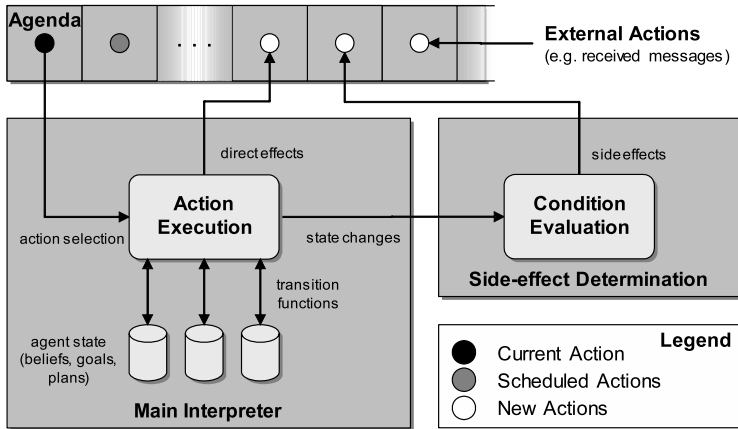 Agenda
. . .
External Actions
(e.g. received messages)
direct effects
side effects
Action
Execution
Condition
Evaluation
action selection
state changes
Side-effect Determination
transition
functions
agent state
(beliefs, goals,
plans)
Main Interpreter
Legend
Current Action
Scheduled Actions
New Actions